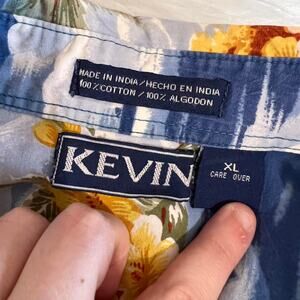 MADE IN INDIA/HECHO EN INDIA
100% COTTON / 100% ALGODON
KEVIN
XL
CARE OVER